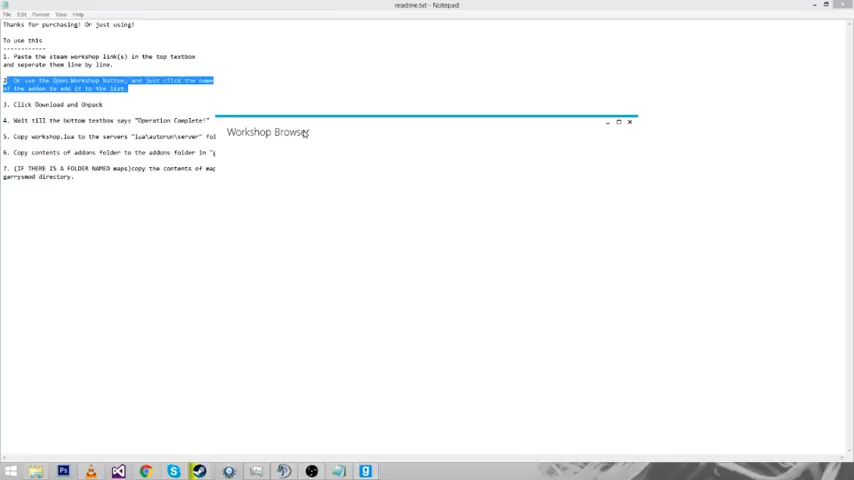 readme.txt - Notepad
File Edit Format View Help
Thanks for purchasing! Or just using!
To use this
------------
1. Paste the steam workshop link(s) in the top textbox
and seperate them line by line.
2. Or use the Open Workshop button, and just click the name
of the addon to add it to the list.
3. Click Download and Unpack
Workshop Browser
4. Wait till the bottom textbox says "Operation Complete!"
5. Copy workshop.lua to the servers "lua\autorun\server" fol
6. Copy contents of addons folder to the addons folder in "g
7. (IF THERE IS A FOLDER NAMED maps)copy the contents of map
garrysmod directory.